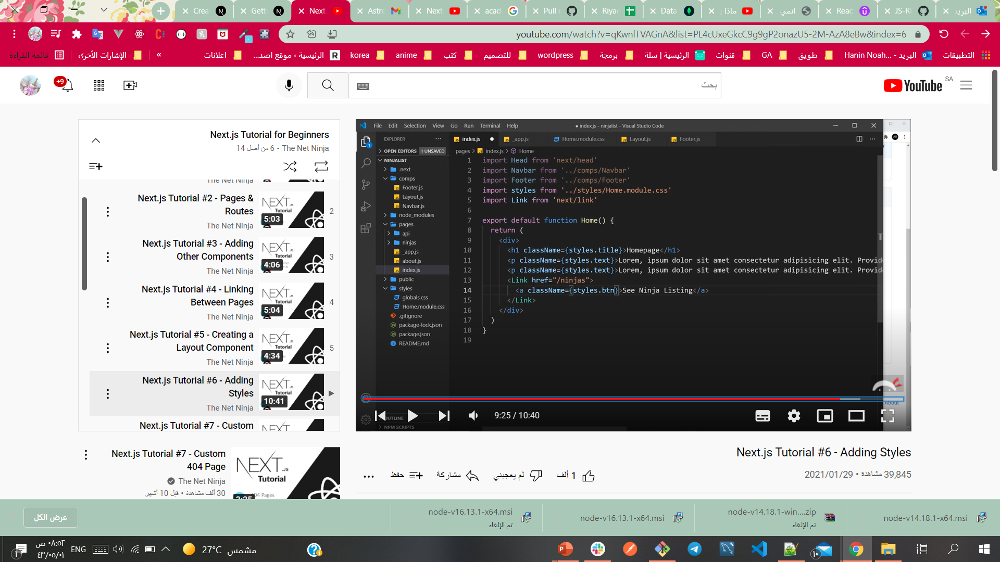 Crea
Getti
Next
Astro
Next
acad
Pull r
Riyad
Data
ماذا
انمي
Reac
JS-RU
البريد
youtube.com/watch?v=qKwnlTVAGnA&list=PL4cUxeGkcC9g9gP2onazU5-2M-AzA8eBw&index=6
التطبيقات
البريد - Hanin Noah...
طويق
GA
قنوات
الرئيسية | سلة
برمجة
wordpress
للتصميم
كتب
anime
korea
الرئيسية › موقع اصد...
اعلانات
»
الإشارات الأخرى
قائمة القراءة
YouTube SA
بحث
+9
Next.js Tutorial for Beginners
The Net Ninja - 6 من أصل 14
The Net Ninja
2
Next.js Tutorial #2 - Pages & Routes
The Net Ninja
5:03
3
Next.js Tutorial #3 - Adding Other Components
The Net Ninja
4:06
4
Next.js Tutorial #4 - Linking Between Pages
The Net Ninja
5:04
5
Next.js Tutorial #5 - Creating a Layout Component
The Net Ninja
4:34
Next.js Tutorial #6 - Adding Styles
The Net Ninja
10:41
Next.js Tutorial #7 - Custom
File Edit Selection View Go Run Terminal Help
● index.js - ninjalist - Visual Studio Code
EXPLORER
index.js
_app.js
Home.module.css
Layout.js
Footer.js
OPEN EDITORS 1 UNSAVED
NINJALIST
.next
comps
Footer.js
Layout.js
Navbar.js
node_modules
pages
api
ninjas
_app.js
about.js
index.js
public
styles
globals.css
Home.module.css
.gitignore
package-lock.json
package.json
README.md
OUTLINE
NPM SCRIPTS
pages > index.js > Home
1 import Head from 'next/head'
2 import Navbar from '../comps/Navbar'
3 import Footer from '../comps/Footer'
4 import styles from '../styles/Home.module.css'
5 import Link from 'next/link'
6
7 export default function Home() {
8 return (
9 <div>
10 <h1 className={styles.title}>Homepage</h1>
11 <p className={styles.text}>Lorem, ipsum dolor sit amet consectetur adipisicing elit. Provide
12 <p className={styles.text}>Lorem, ipsum dolor sit amet consectetur adipisicing elit. Provide
13 <Link href="/ninjas">
14 <a className={styles.btn}>See Ninja Listing</a>
15 </Link>
16 </div>
17 )
18 }
19
About
9:25 / 10:40
Next.js Tutorial #6 - Adding Styles
39,845 مشاهدة • 2021/01/29
1 ألف
لم يعجبني
مشاركة
حفظ
Next.js Tutorial #7 - Custom 404 Page
The Net Ninja
30 ألف مشاهدة • قبل 10 أشهر
NEXT.JS
Tutorial
404 Pages
node-v14.18.1-x64.msi
node-v14.18.1-win....zip
تم الإلغاء
node-v16.13.1-x64.msi
node-v16.13.1-x64.msi
تم الإلغاء
عرض الكل
مشمس 27°C
ENG
٠٨:٥٢ ص
٤٣/٠٥/٠١